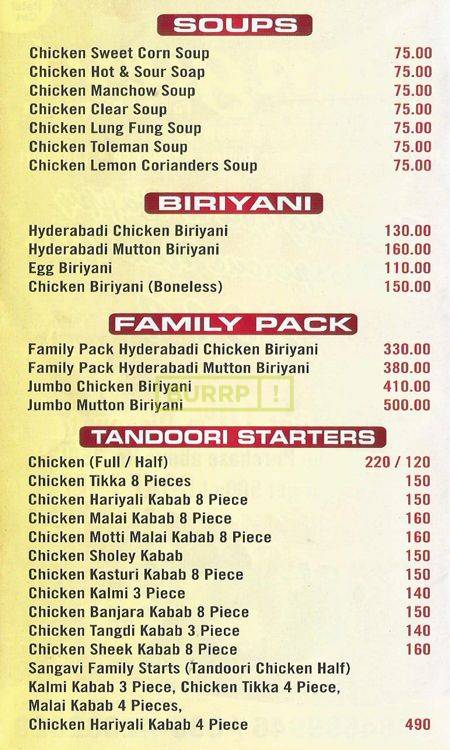 SOUPS
Chicken Sweet Corn Soup 75.00
Chicken Hot & Sour Soap 75.00
Chicken Manchow Soup 75.00
Chicken Clear Soup 75.00
Chicken Lung Fung Soup 75.00
Chicken Toleman Soup 75.00
Chicken Lemon Corianders Soup 75.00
BIRIYANI
Hyderabadi Chicken Biriyani 130.00
Hyderabadi Mutton Biriyani 160.00
Egg Biriyani 110.00
Chicken Biriyani (Boneless) 150.00
FAMILY PACK
Family Pack Hyderabadi Chicken Biriyani 330.00
Family Pack Hyderabadi Mutton Biriyani 380.00
Jumbo Chicken Biriyani 410.00
BURRP!
Jumbo Mutton Biriyani 500.00
TANDOORI STARTERS
Chicken (Full / Half) 220 / 120
Chicken Tikka 8 Pieces 150
Chicken Hariyali Kabab 8 Piece 150
Chicken Malai Kabab 8 Piece 160
Chicken Motti Malai Kabab 8 Piece 160
Chicken Sholey Kabab 150
Chicken Kasturi Kabab 8 Piece 150
Chicken Kalmi 3 Piece 140
Chicken Banjara Kabab 8 Piece 150
Chicken Tangdi Kabab 3 Piece 140
Chicken Sheek Kabab 8 Piece 160
Sangavi Family Starts (Tandoori Chicken Half)
Kalmi Kabab 3 Piece, Chicken Tikka 4 Piece,
Malai Kabab 4 Pieces,
Chicken Hariyali Kabab 4 Piece 490